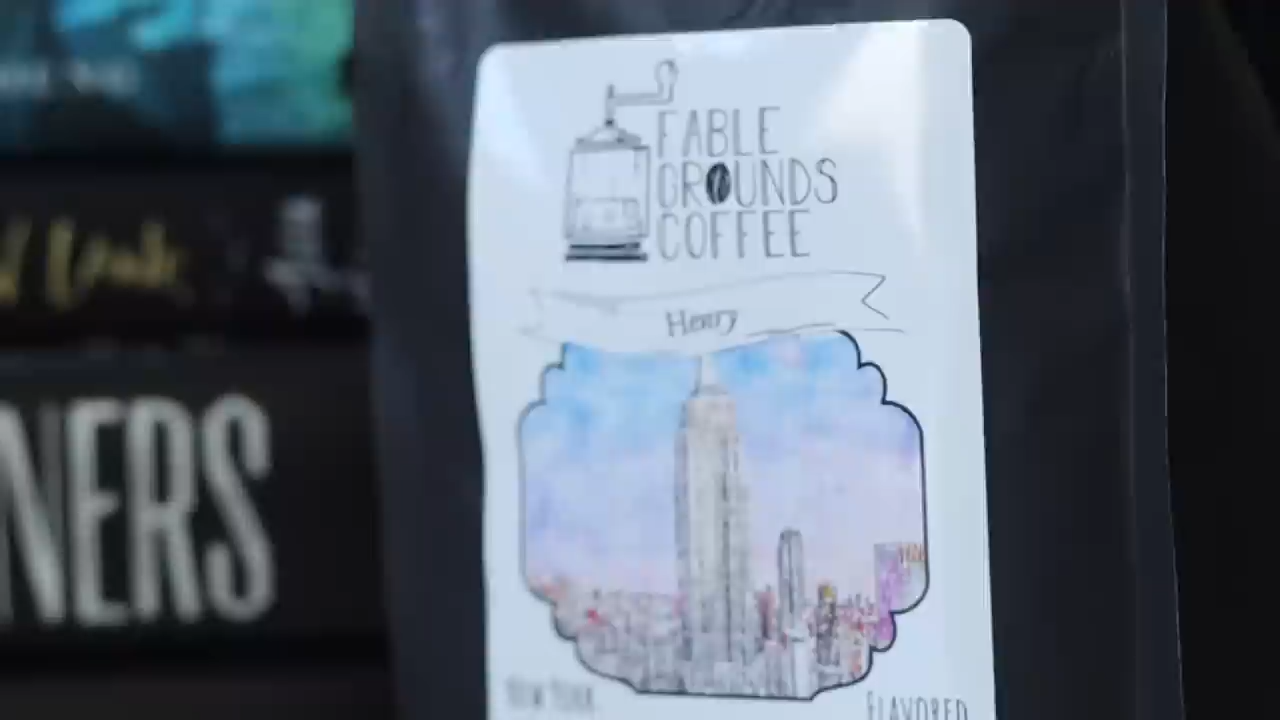 FABLE
GROUNDS
COFFEE
Henry
NEW YORK
FLAVORED
NERS